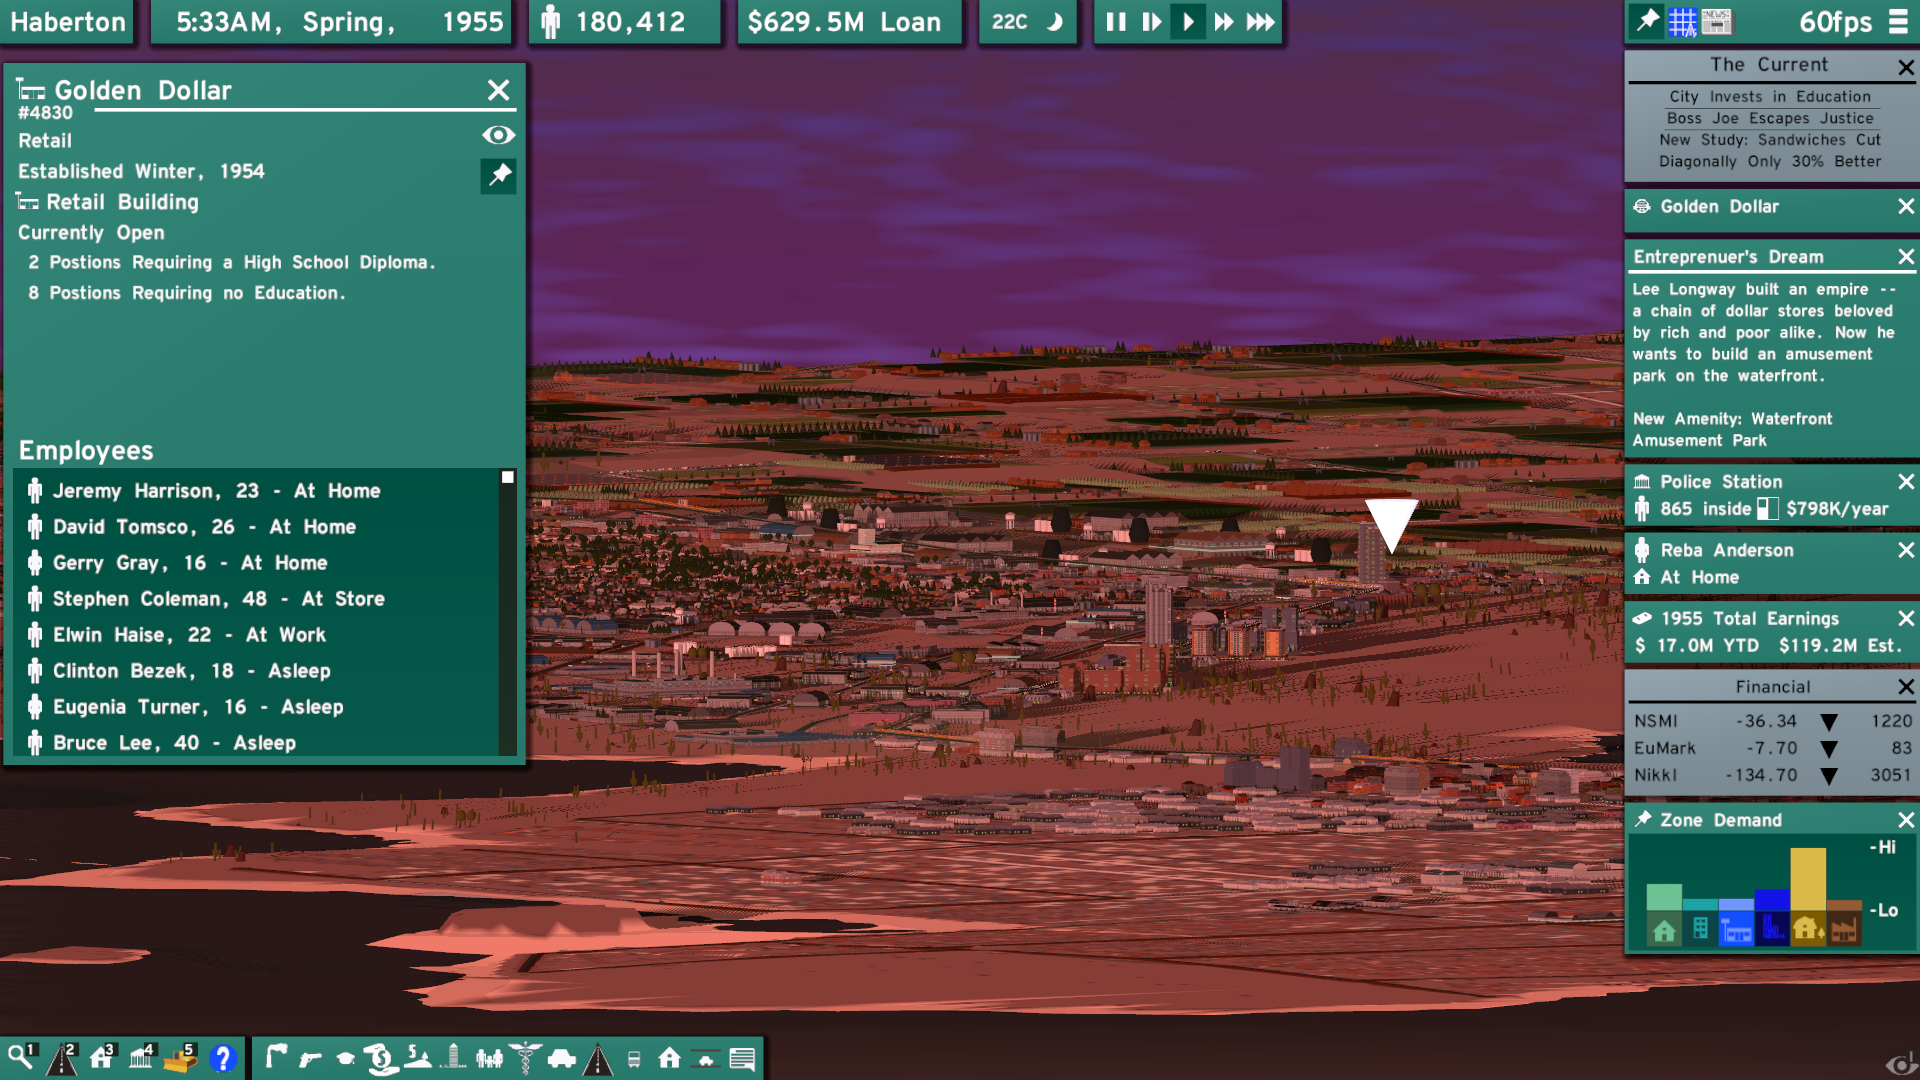 Haberton
5:33AM, Spring, 1955
180,412
$629.5M Loan
22C
NEWS
60fps
Golden Dollar
#4830
Retail
Established Winter, 1954
Retail Building
Currently Open
2 Postions Requiring a High School Diploma.
8 Postions Requiring no Education.
Employees
Jeremy Harrison, 23 - At Home
David Tomsco, 26 - At Home
Gerry Gray, 16 - At Home
Stephen Coleman, 48 - At Store
Elwin Haise, 22 - At Work
Clinton Bezek, 18 - Asleep
Eugenia Turner, 16 - Asleep
Bruce Lee, 40 - Asleep
The Current
City Invests in Education
Boss Joe Escapes Justice
New Study: Sandwiches Cut
Diagonally Only 30% Better
Golden Dollar
Entreprenuer's Dream
Lee Longway built an empire --
a chain of dollar stores beloved
by rich and poor alike. Now he
wants to build an amusement
park on the waterfront.
New Amenity: Waterfront
Amusement Park
Police Station
865 inside $798K/year
Reba Anderson
At Home
1955 Total Earnings
$ 17.0M YTD $119.2M Est.
Financial
NSMI -36.34 ▼ 1220
EuMark -7.70 ▼ 83
NikkI -134.70 ▼ 3051
Zone Demand
-Hi
-Lo
1 2 3 4 5 ?